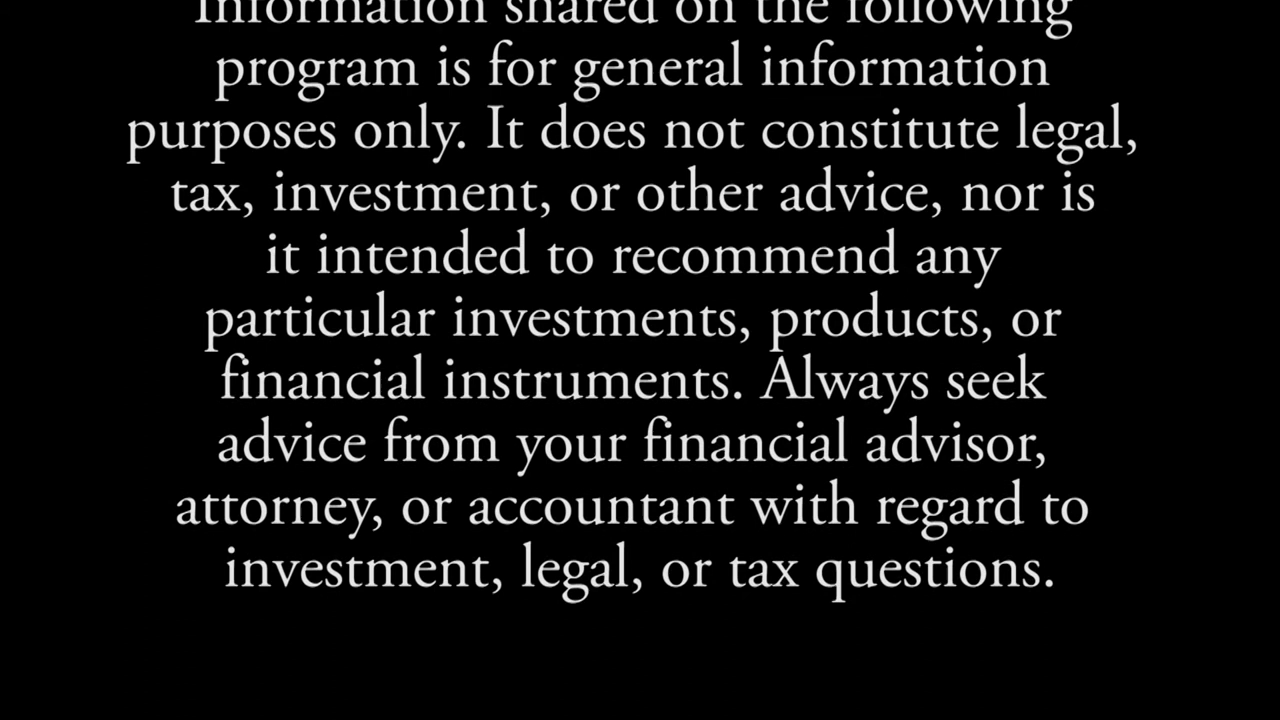 Information shared on the following
program is for general information
purposes only. It does not constitute legal,
tax, investment, or other advice, nor is
it intended to recommend any
particular investments, products, or
financial instruments. Always seek
advice from your financial advisor,
attorney, or accountant with regard to
investment, legal, or tax questions.